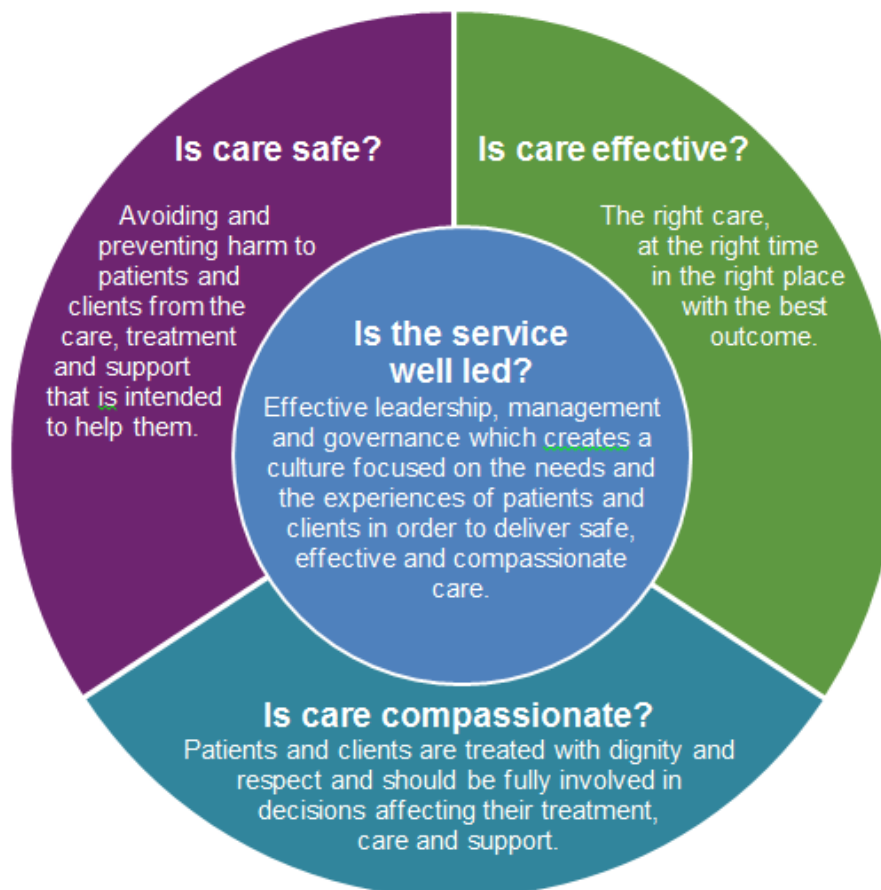 Is care safe?
Avoiding and
preventing harm to
patients and
clients from the
care, treatment
and support
that is intended
to help them.
Is care effective?
The right care,
at the right time
in the right place
with the best
outcome.
Is the service
well led?
Effective leadership, management
and governance which creates a
culture focused on the needs and
the experiences of patients and
clients in order to deliver safe,
effective and compassionate
care.
Is care compassionate?
Patients and clients are treated with dignity and
respect and should be fully involved in
decisions affecting their treatment,
care and support.